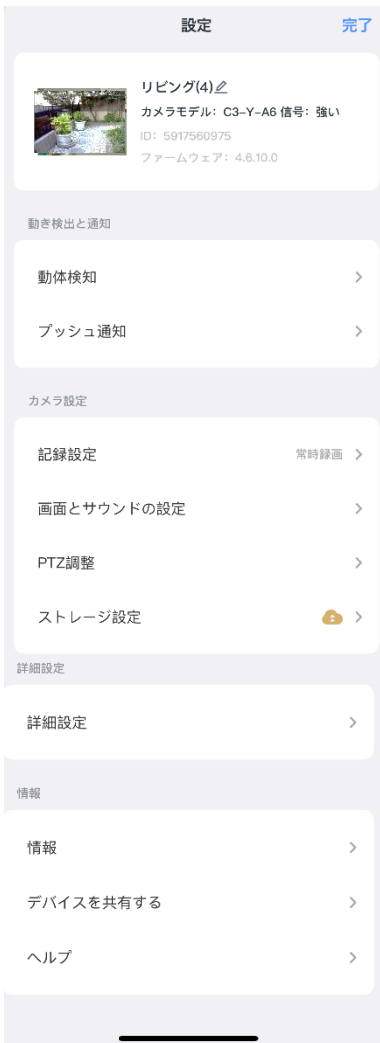 設定 完了
リビング(4)
カメラモデル: C3-Y-A6 信号: 強い
ID: 5917560975
ファームウェア: 4.6.10.0
動き検出と通知
動体検知
プッシュ通知
カメラ設定
記録設定 常時録画
画面とサウンドの設定
PTZ調整
ストレージ設定
詳細設定
詳細設定
情報
情報
デバイスを共有する
ヘルプ